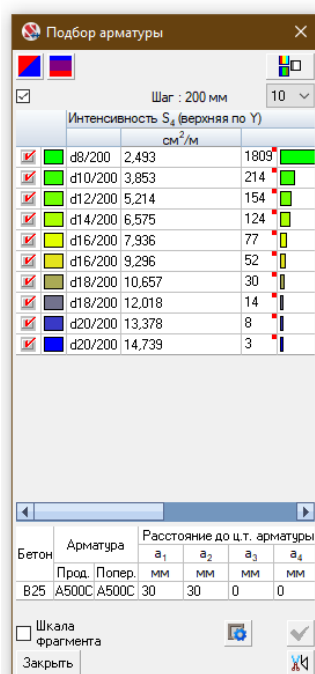 Подбор арматуры
Шаг : 200 мм 10
Интенсивность S4 (верхняя по Y)
см2/м
d8/200 2,493 1809
d10/200 3,853 214
d12/200 5,214 154
d14/200 6,575 124
d16/200 7,936 77
d16/200 9,296 52
d18/200 10,657 30
d18/200 12,018 14
d20/200 13,378 8
d20/200 14,739 3
Бетон Арматура Расстояние до ц.т. арматуры
a1 a2 a3 a4
Прод. Попер. мм мм мм мм
B25 A500C A500C 30 30 0 0
Шкала
фрагмента
Закрыть